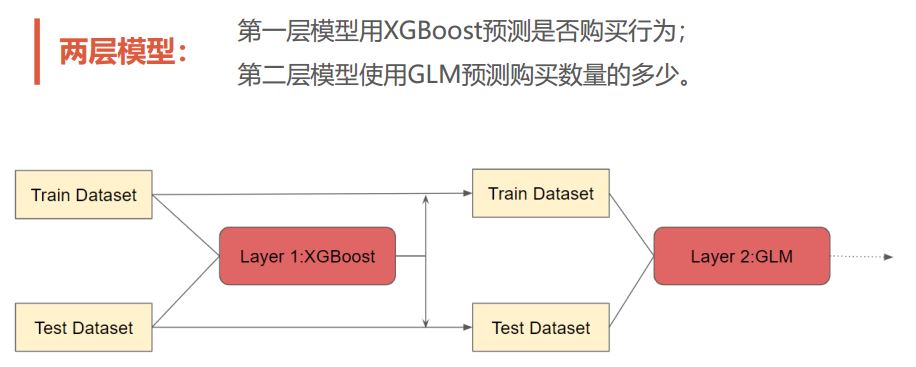 两层模型：
第一层模型用XGBoost预测是否购买行为；
第二层模型使用GLM预测购买数量的多少。
Train Dataset
Train Dataset
Layer 1:XGBoost
Layer 2:GLM
Test Dataset
Test Dataset